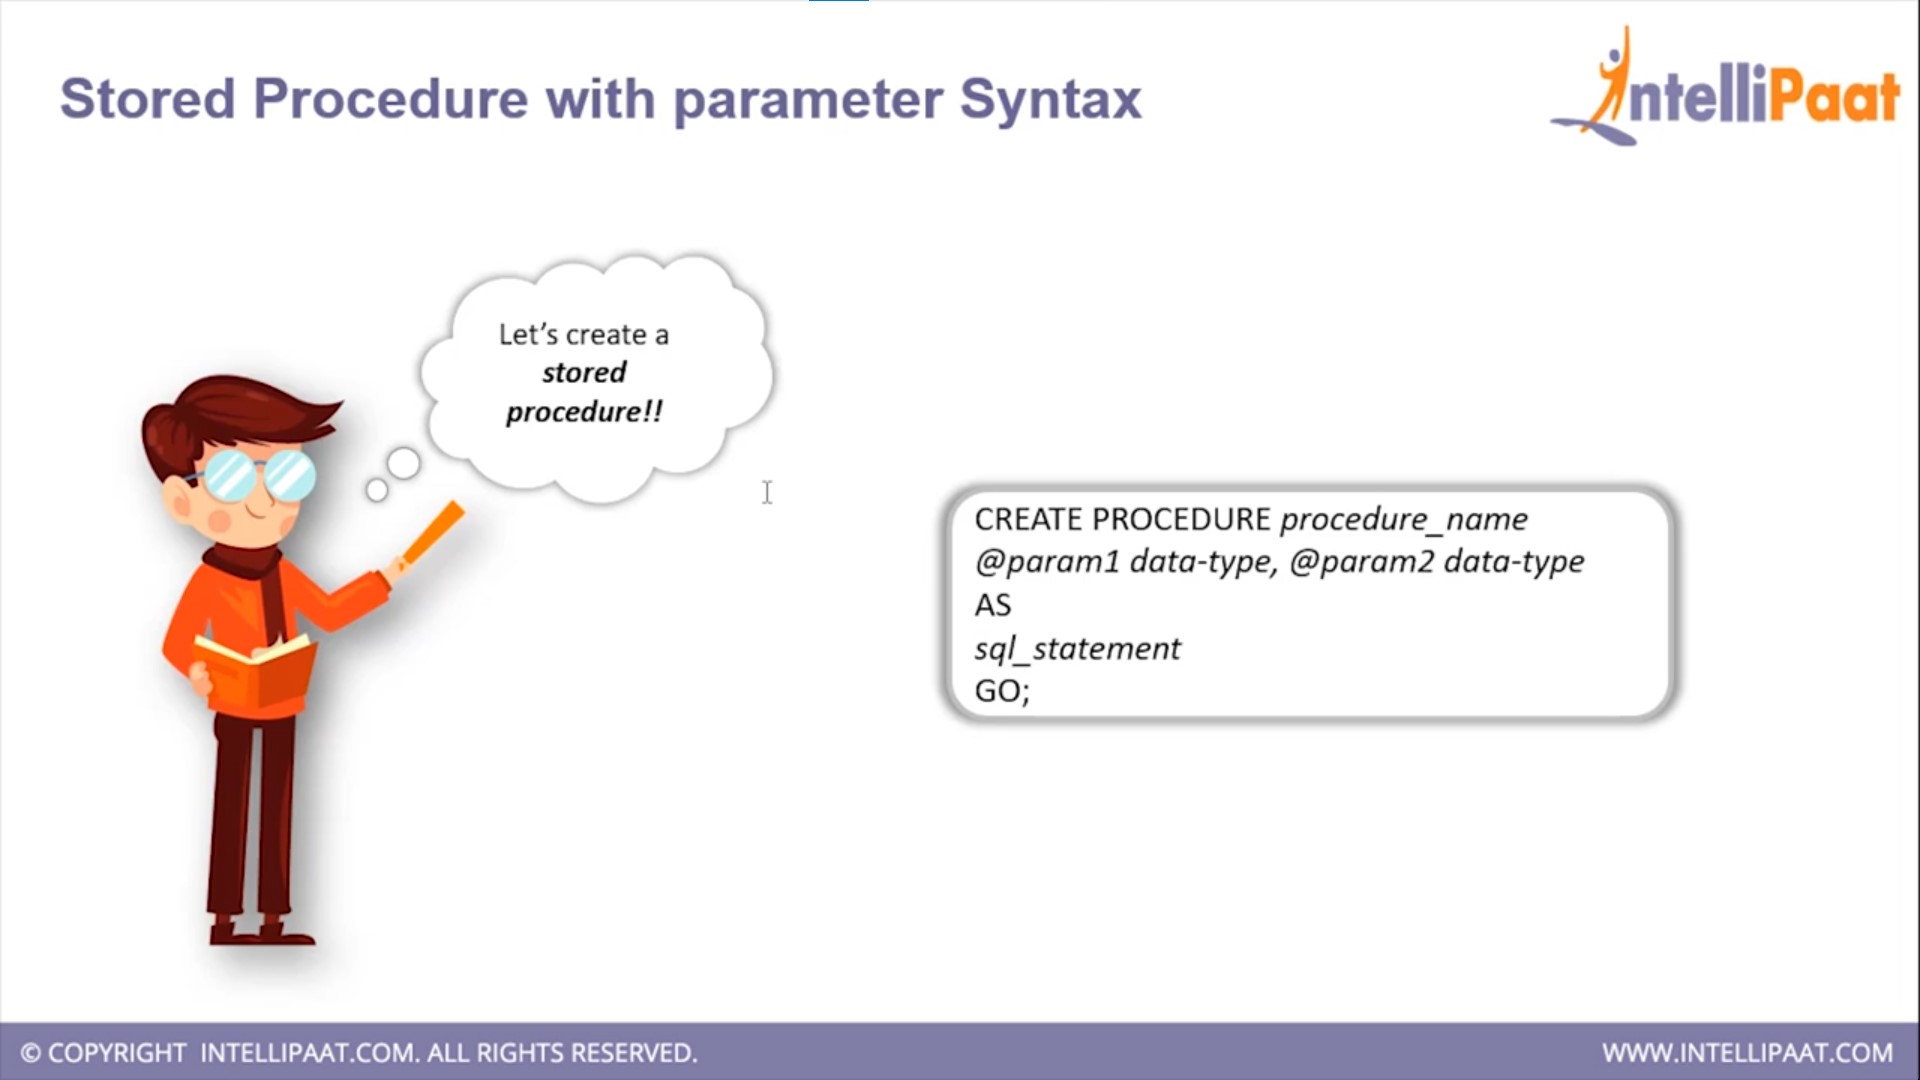 Stored Procedure with parameter Syntax
IntelliPaat
Let's create a
stored
procedure!!
CREATE PROCEDURE procedure_name
@param1 data-type, @param2 data-type
AS
sql_statement
GO;
© COPYRIGHT INTELLIPAAT.COM. ALL RIGHTS RESERVED.
WWW.INTELLIPAAT.COM